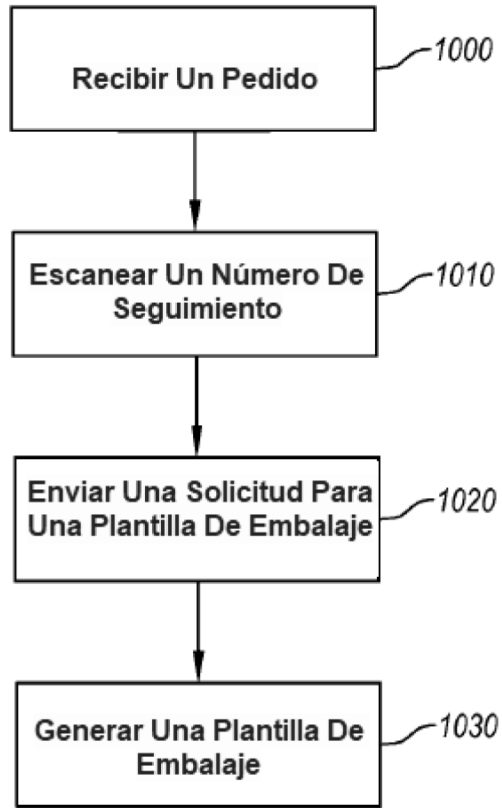 Recibir Un Pedido
1000
Escanear Un Número De
Seguimiento
1010
Enviar Una Solicitud Para
Una Plantilla De Embalaje
1020
Generar Una Plantilla De
Embalaje
1030